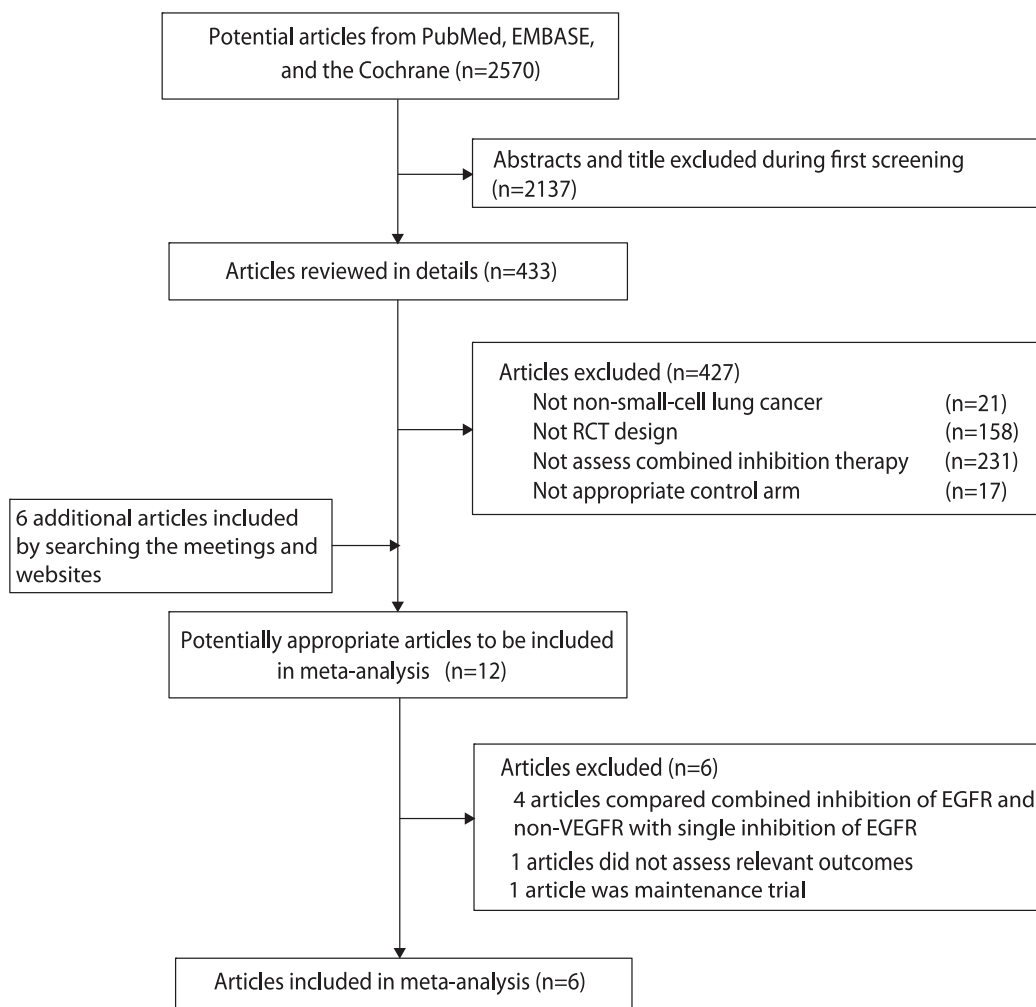 Potential articles from PubMed, EMBASE,
and the Cochrane (n=2570)
Abstracts and title excluded during first screening
(n=2137)
Articles reviewed in details (n=433)
Articles excluded (n=427)
Not non-small-cell lung cancer (n=21)
Not RCT design (n=158)
Not assess combined inhibition therapy (n=231)
Not appropriate control arm (n=17)
6 additional articles included
by searching the meetings and
websites
Potentially appropriate articles to be included
in meta-analysis (n=12)
Articles excluded (n=6)
4 articles compared combined inhibition of EGFR and
non-VEGFR with single inhibition of EGFR
1 articles did not assess relevant outcomes
1 article was maintenance trial
Articles included in meta-analysis (n=6)